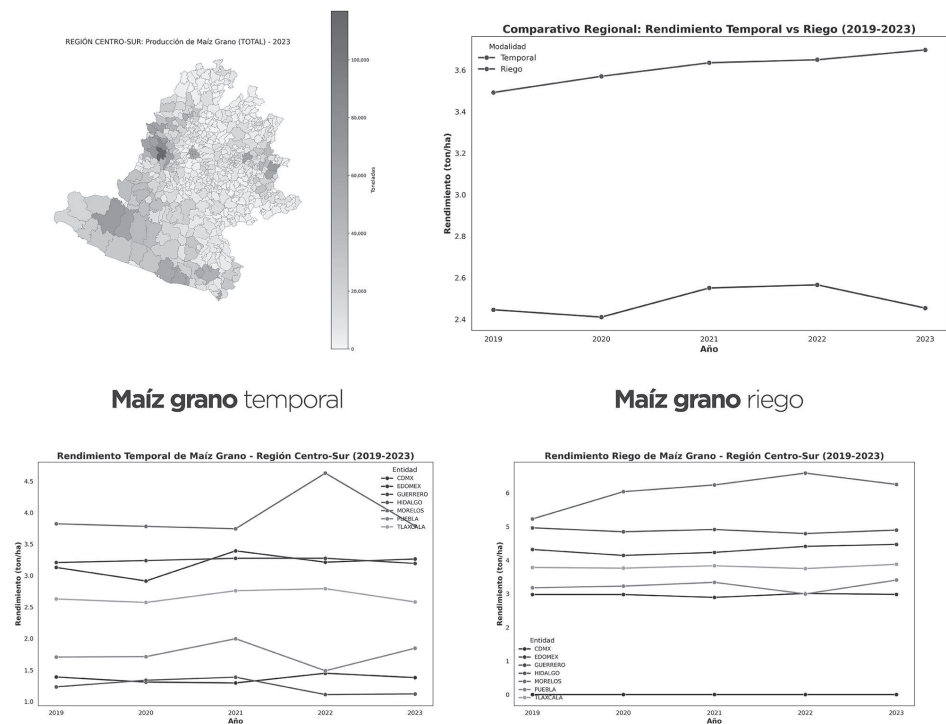 REGIÓN CENTRO-SUR: Producción de Maíz Grano (TOTAL) - 2023
100,000
80,000
60,000
40,000
20,000
0
Toneladas
Comparativo Regional: Rendimiento Temporal vs Riego (2019-2023)
Modalidad
Temporal
Riego
3.6
3.4
3.2
3.0
2.8
2.6
2.4
Rendimiento (ton/ha)
2019 2020 2021 2022 2023
Año
Maíz grano temporal
Maíz grano riego
Rendimiento Temporal de Maíz Grano - Región Centro-Sur (2019-2023)
Entidad
CDMX
EDOMEX
GUERRERO
HIDALGO
MORELOS
PUEBLA
TLAXCALA
4.5
4.0
3.5
3.0
2.5
2.0
1.5
1.0
Rendimiento (ton/ha)
2019 2020 2021 2022 2023
Año
Rendimiento Riego de Maíz Grano - Región Centro-Sur (2019-2023)
6
5
4
3
2
1
0
Rendimiento (ton/ha)
Entidad
CDMX
EDOMEX
GUERRERO
HIDALGO
MORELOS
PUEBLA
TLAXCALA
2019 2020 2021 2022 2023
Año